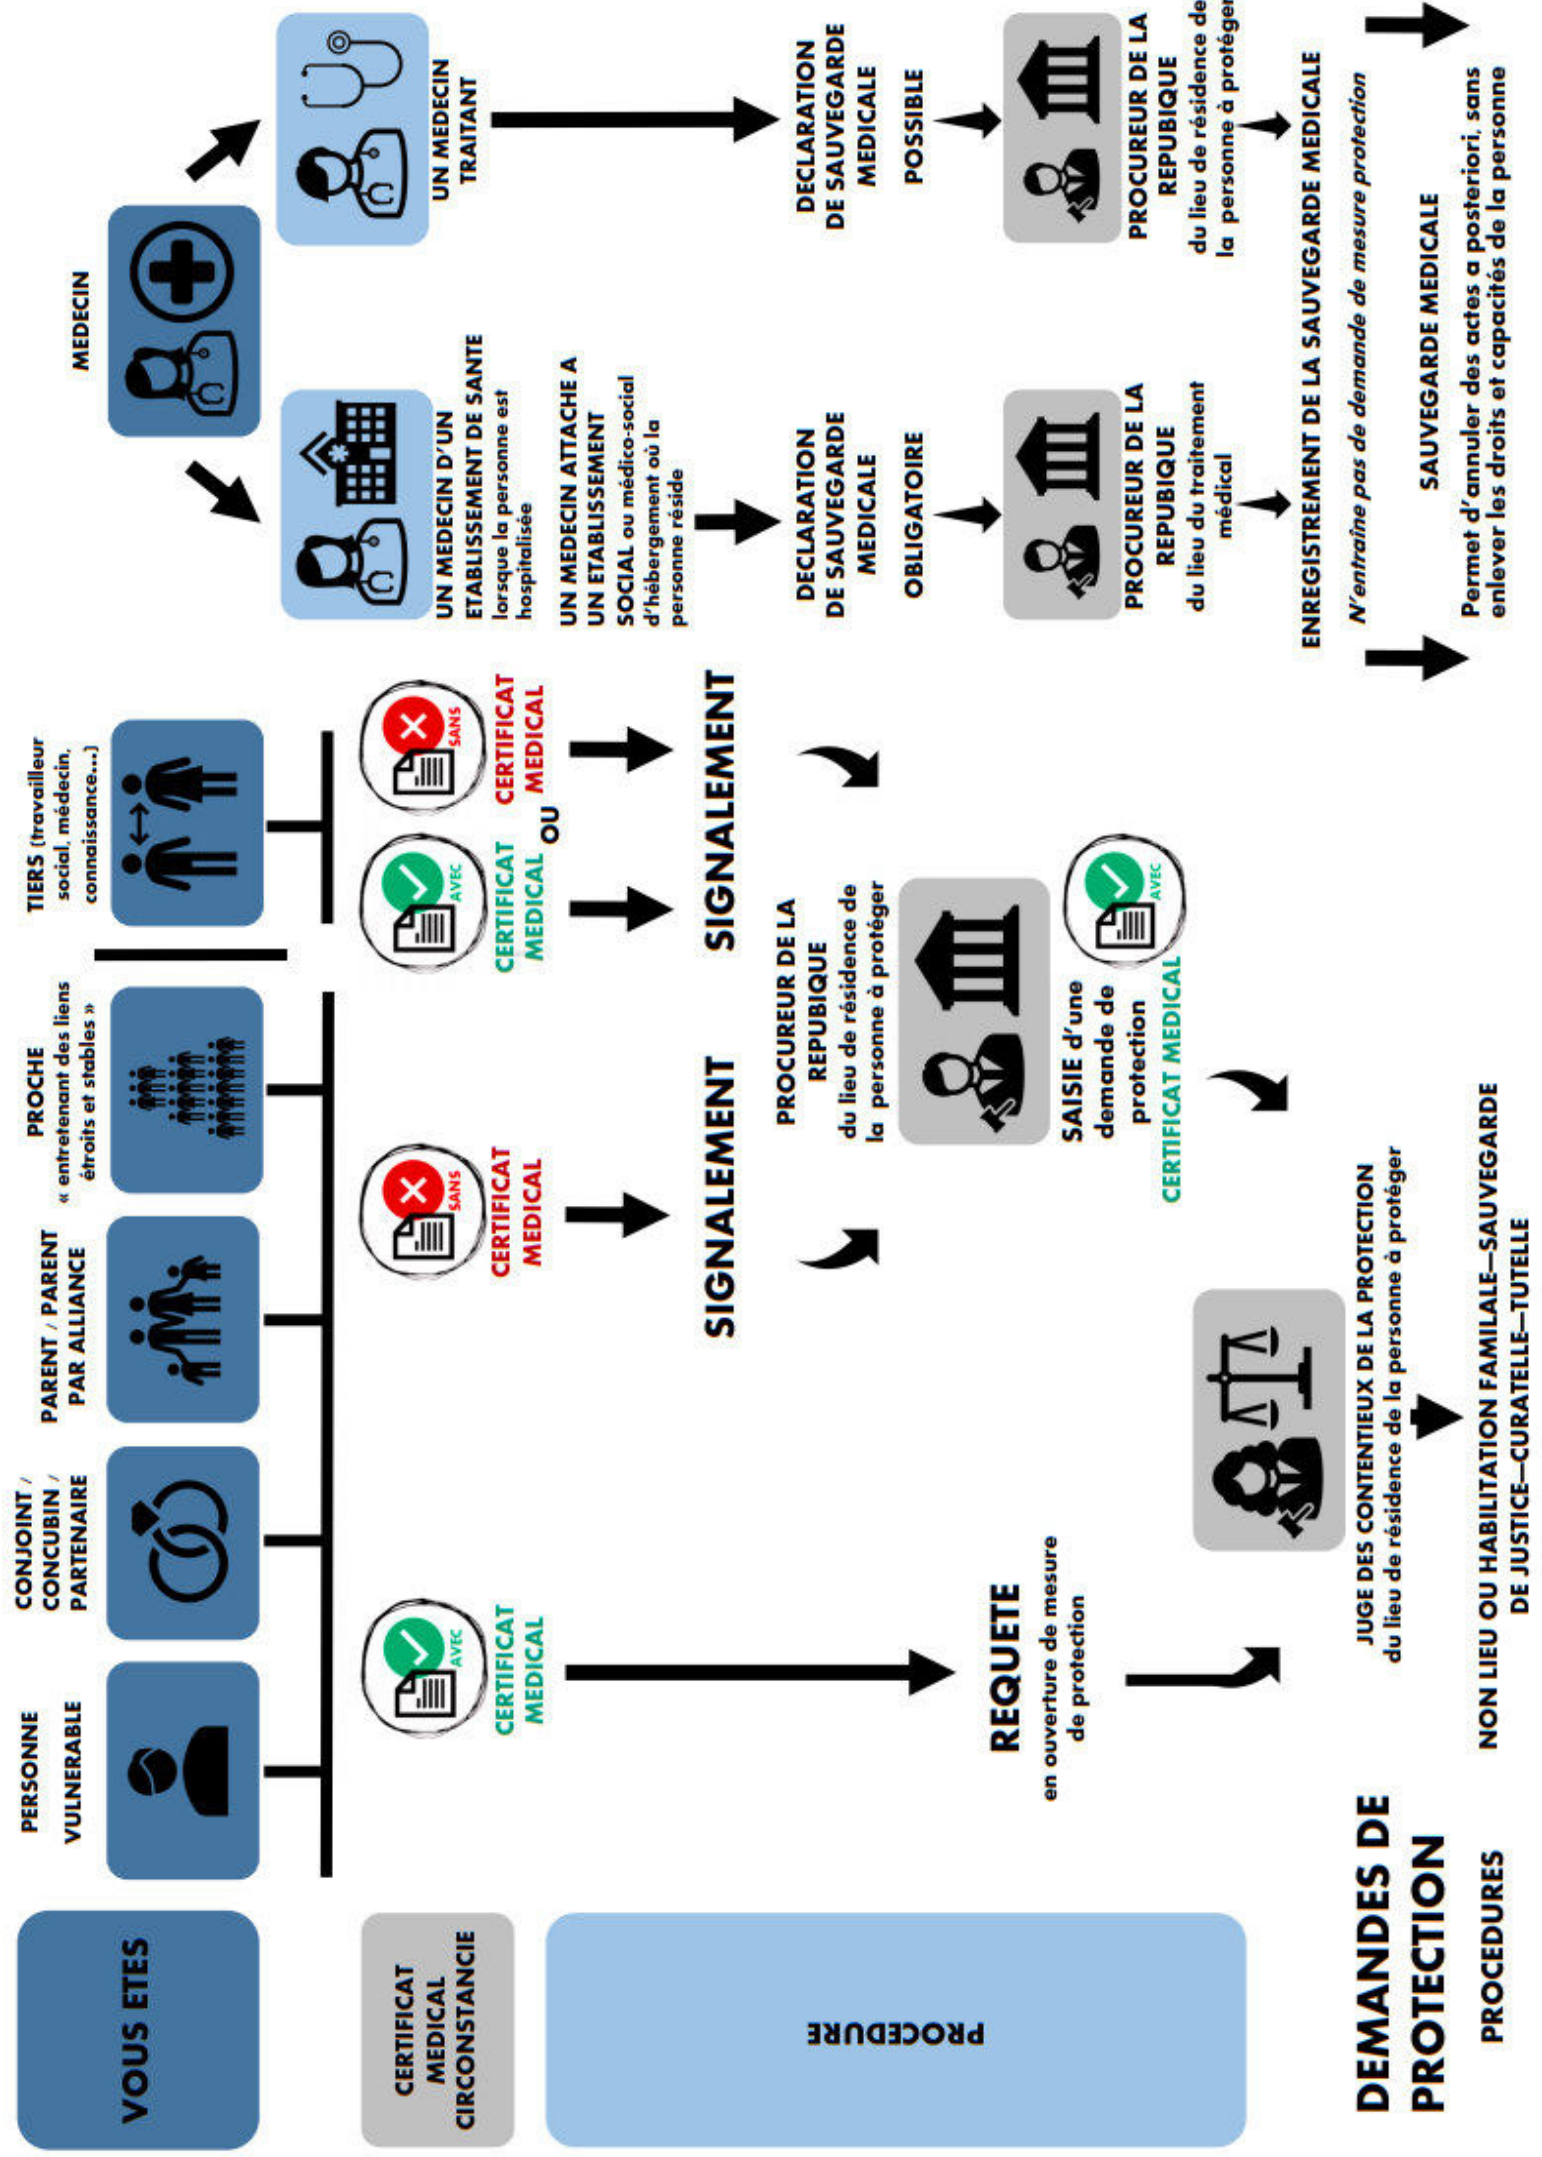 VOUS ETES
PERSONNE
VULNERABLE
CONJOINT /
CONCUBIN /
PARTENAIRE
PARENT / PARENT
PAR ALLIANCE
PROCHE
« entretenant des liens
étroits et stables »
TIERS (travailleur
social, médecin,
connaissance...)
MEDECIN
CERTIFICAT
MEDICAL
CIRCONSTANCIE
AVEC
CERTIFICAT
MEDICAL
SANS
CERTIFICAT
MEDICAL
AVEC
CERTIFICAT
MEDICAL
OU
SANS
CERTIFICAT
MEDICAL
UN MEDECIN D'UN
ETABLISSEMENT DE SANTE
lorsque la personne est
hospitalisée
UN MEDECIN ATTACHE A
UN ETABLISSEMENT
SOCIAL ou médico-social
d'hébergement où la
personne réside
UN MEDECIN
TRAITANT
PROCEDURE
SIGNALEMENT
SIGNALEMENT
PROCUREUR DE LA
REPUBIQUE
du lieu de résidence de
la personne à protéger
SAISIE d'une
demande de
protection
AVEC
CERTIFICAT MEDICAL
REQUETE
en ouverture de mesure
de protection
DECLARATION
DE SAUVEGARDE
MEDICALE
OBLIGATOIRE
DECLARATION
DE SAUVEGARDE
MEDICALE
POSSIBLE
PROCUREUR DE LA
REPUBIQUE
du lieu du traitement
médical
PROCUREUR DE LA
REPUBIQUE
du lieu de résidence de
la personne à protéger
JUGE DES CONTENTIEUX DE LA PROTECTION
du lieu de résidence de la personne à protéger
NON LIEU OU HABILITATION FAMILALE—SAUVEGARDE
DE JUSTICE—CURATELLE—TUTELLE
ENREGISTREMENT DE LA SAUVEGARDE MEDICALE
N'entraîne pas de demande de mesure protection
SAUVEGARDE MEDICALE
Permet d'annuler des actes a posteriori, sans
enlever les droits et capacités de la personne
DEMANDES DE
PROTECTION
PROCEDURES